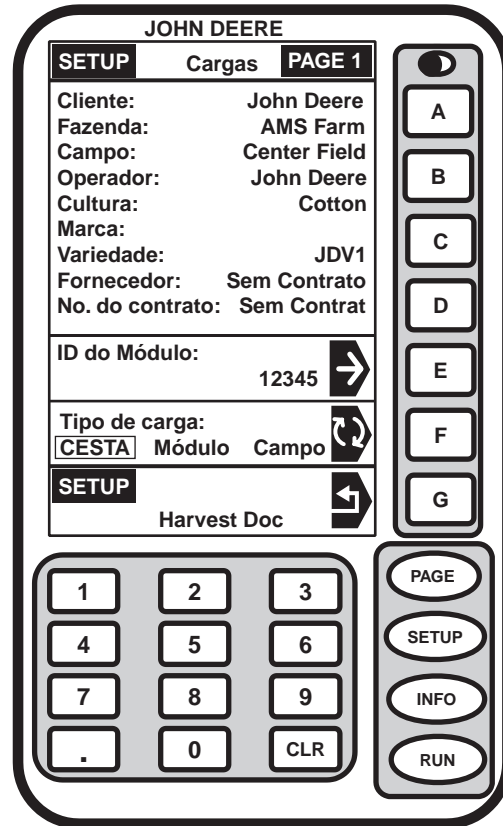 JOHN DEERE
SETUP Cargas PAGE 1
Cliente: John Deere
Fazenda: AMS Farm
Campo: Center Field
Operador: John Deere
Cultura: Cotton
Marca:
Variedade: JDV1
Fornecedor: Sem Contrato
No. do contrato: Sem Contrat
ID do Módulo:
12345
Tipo de carga:
CESTA Módulo Campo
SETUP
Harvest Doc
A
B
C
D
E
F
G
1 2 3
4 5 6
7 8 9
. 0 CLR
PAGE
SETUP
INFO
RUN